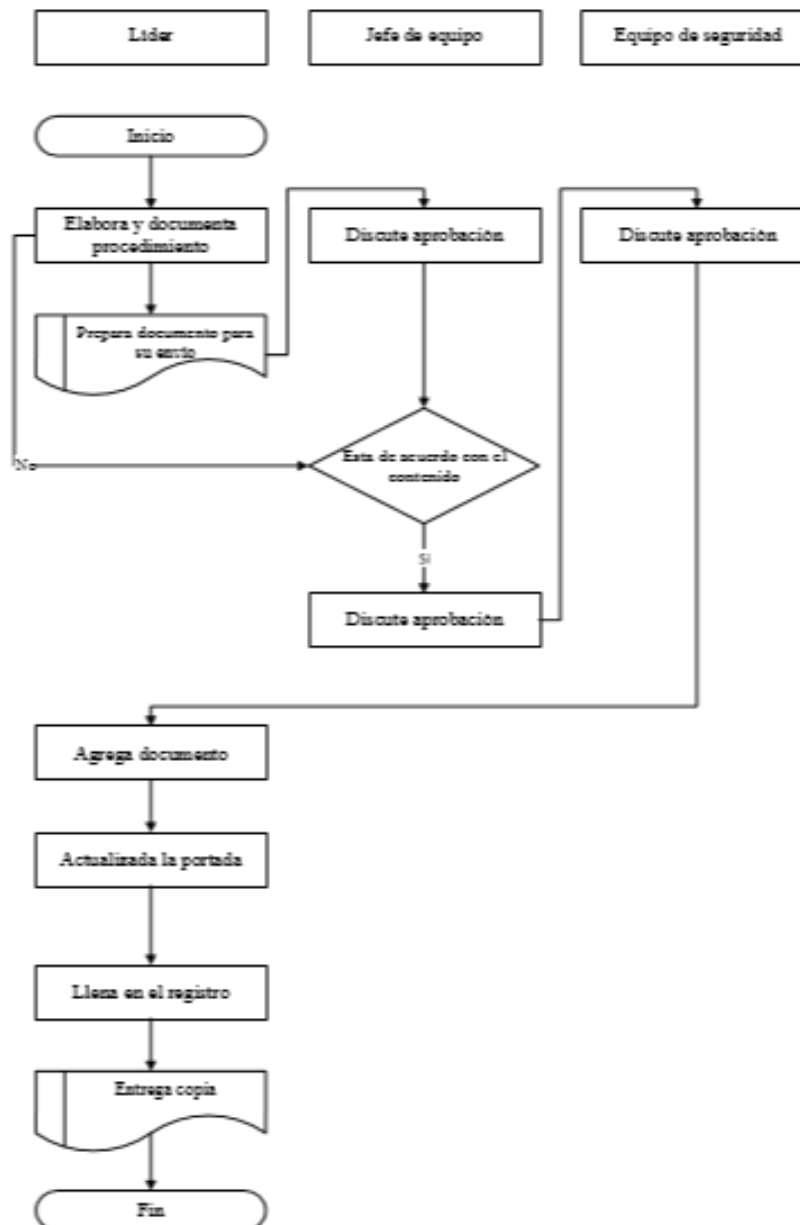 Líder
Jefe de equipo
Equipo de seguridad
Inicio
Elabora y documenta
procedimiento
Discute aprobación
Discute aprobación
Prepara documento para
su envío
Esta de acuerdo con el
contenido
No
Si
Discute aprobación
Agrega documento
Actualizada la portada
Llena en el registro
Entrega copia
Fin